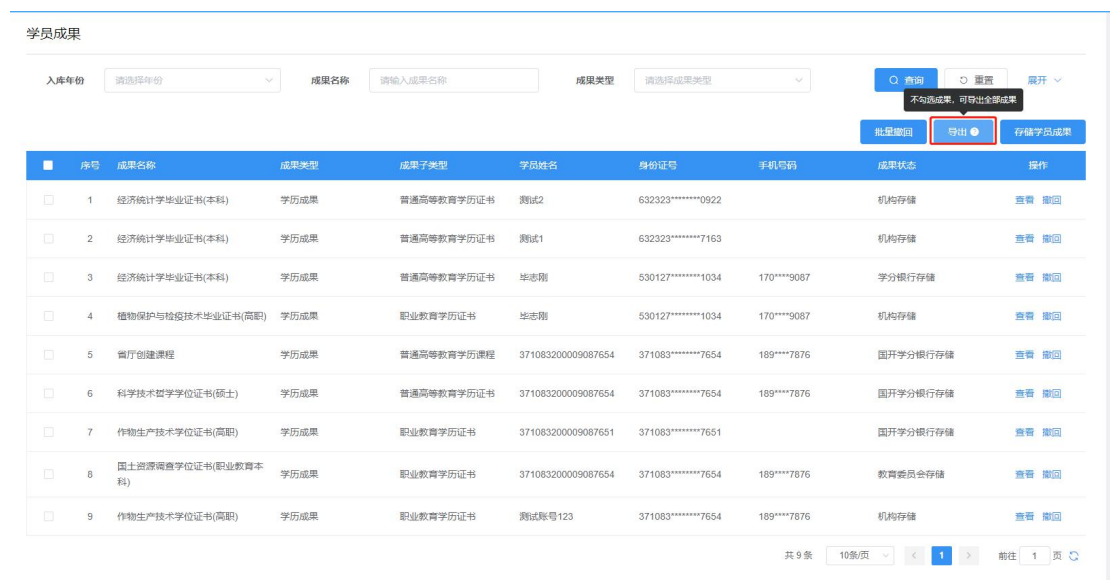 学员成果
入库年份 请选择年份 成果名称 请输入成果名称 成果类型 请选择成果类型 查询 重置 展开
不勾选成果，可导出全部成果
批量撤回 导出 存储学员成果
序号 成果名称 成果类型 成果子类型 学员姓名 身份证号 手机号码 成果状态 操作
1 经济统计学毕业证书(本科) 学历成果 普通高等教育学历证书 测试2 632323********0922 机构存储 查看 撤回
2 经济统计学毕业证书(本科) 学历成果 普通高等教育学历证书 测试1 632323********7163 机构存储 查看 撤回
3 经济统计学毕业证书(本科) 学历成果 普通高等教育学历证书 毕志刚 530127********1034 170****9087 学分银行存储 查看 撤回
4 植物保护与检疫技术毕业证书(高职) 学历成果 职业教育学历证书 毕志刚 530127********1034 170****9087 机构存储 查看 撤回
5 省厅创建课程 学历成果 普通高等教育学历课程 371083200009087654 371083********7654 189****7876 国开学分银行存储 查看 撤回
6 科学技术哲学学位证书(硕士) 学历成果 普通高等教育学历证书 371083200009087654 371083********7654 189****7876 国开学分银行存储 查看 撤回
7 作物生产技术学位证书(高职) 学历成果 职业教育学历证书 371083200009087651 371083********7651 国开学分银行存储 查看 撤回
8 国土资源调查学位证书(职业教育本
科) 学历成果 职业教育学历证书 371083200009087654 371083********7654 189****7876 教育委员会存储 查看 撤回
9 作物生产技术学位证书(高职) 学历成果 职业教育学历证书 测试账号123 371083********7654 189****7876 机构存储 查看 撤回
共 9 条 10条/页 < 1 > 前往 1 页